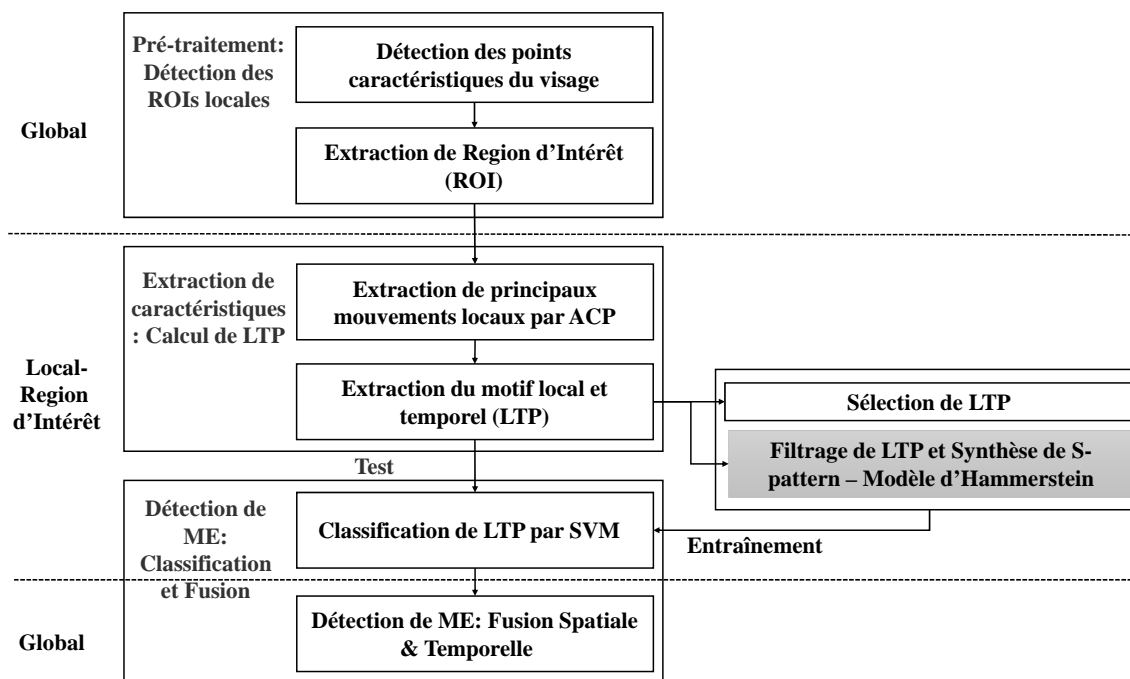 Pré-traitement:
Détection des
ROIs locales
Détection des points
caractéristiques du visage
Global
Extraction de Region d’Intérêt
(ROI)
Extraction de
caractéristiques
: Calcul de LTP
Extraction de principaux
mouvements locaux par ACP
Local-
Region
d’Intérêt
Extraction du motif local et
temporel (LTP)
Sélection de LTP
Filtrage de LTP et Synthèse de S-
pattern – Modèle d’Hammerstein
Test
Détection de
ME:
Classification
et Fusion
Classification de LTP par SVM
Entraînement
Global
Détection de ME: Fusion Spatiale
& Temporelle